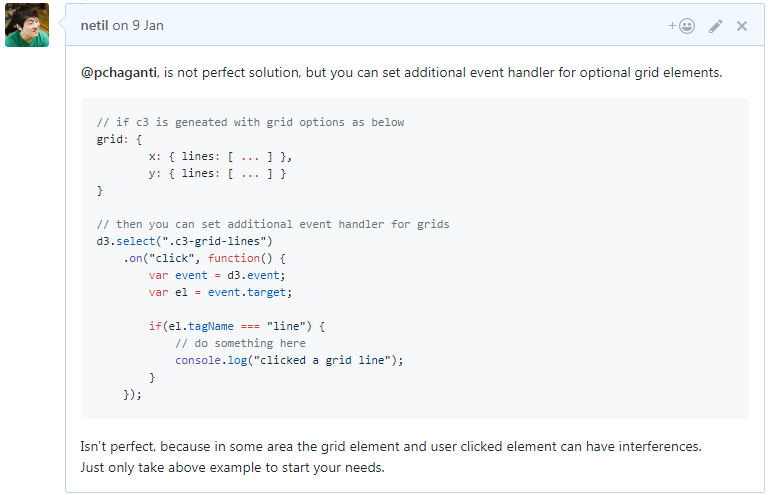 netil on 9 Jan
@pchaganti, is not perfect solution, but you can set additional event handler for optional grid elements.
// if c3 is geneated with grid options as below
grid: {
        x: { lines: [ ... ] },
        y: { lines: [ ... ] }
}
// then you can set additional event handler for grids
d3.select(".c3-grid-lines")
    .on("click", function() {
        var event = d3.event;
        var el = event.target;
        if(el.tagName === "line") {
            // do something here
            console.log("clicked a grid line");
        }
    });
Isn't perfect, because in some area the grid element and user clicked element can have interferences.
Just only take above example to start your needs.